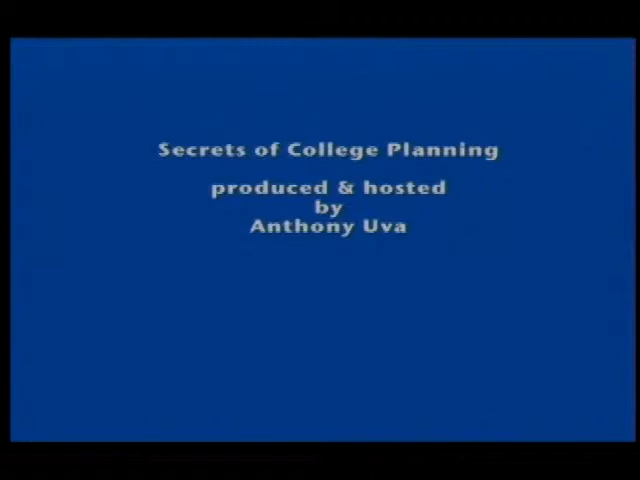 Secrets of College Planning
produced & hosted
by
Anthony Uva